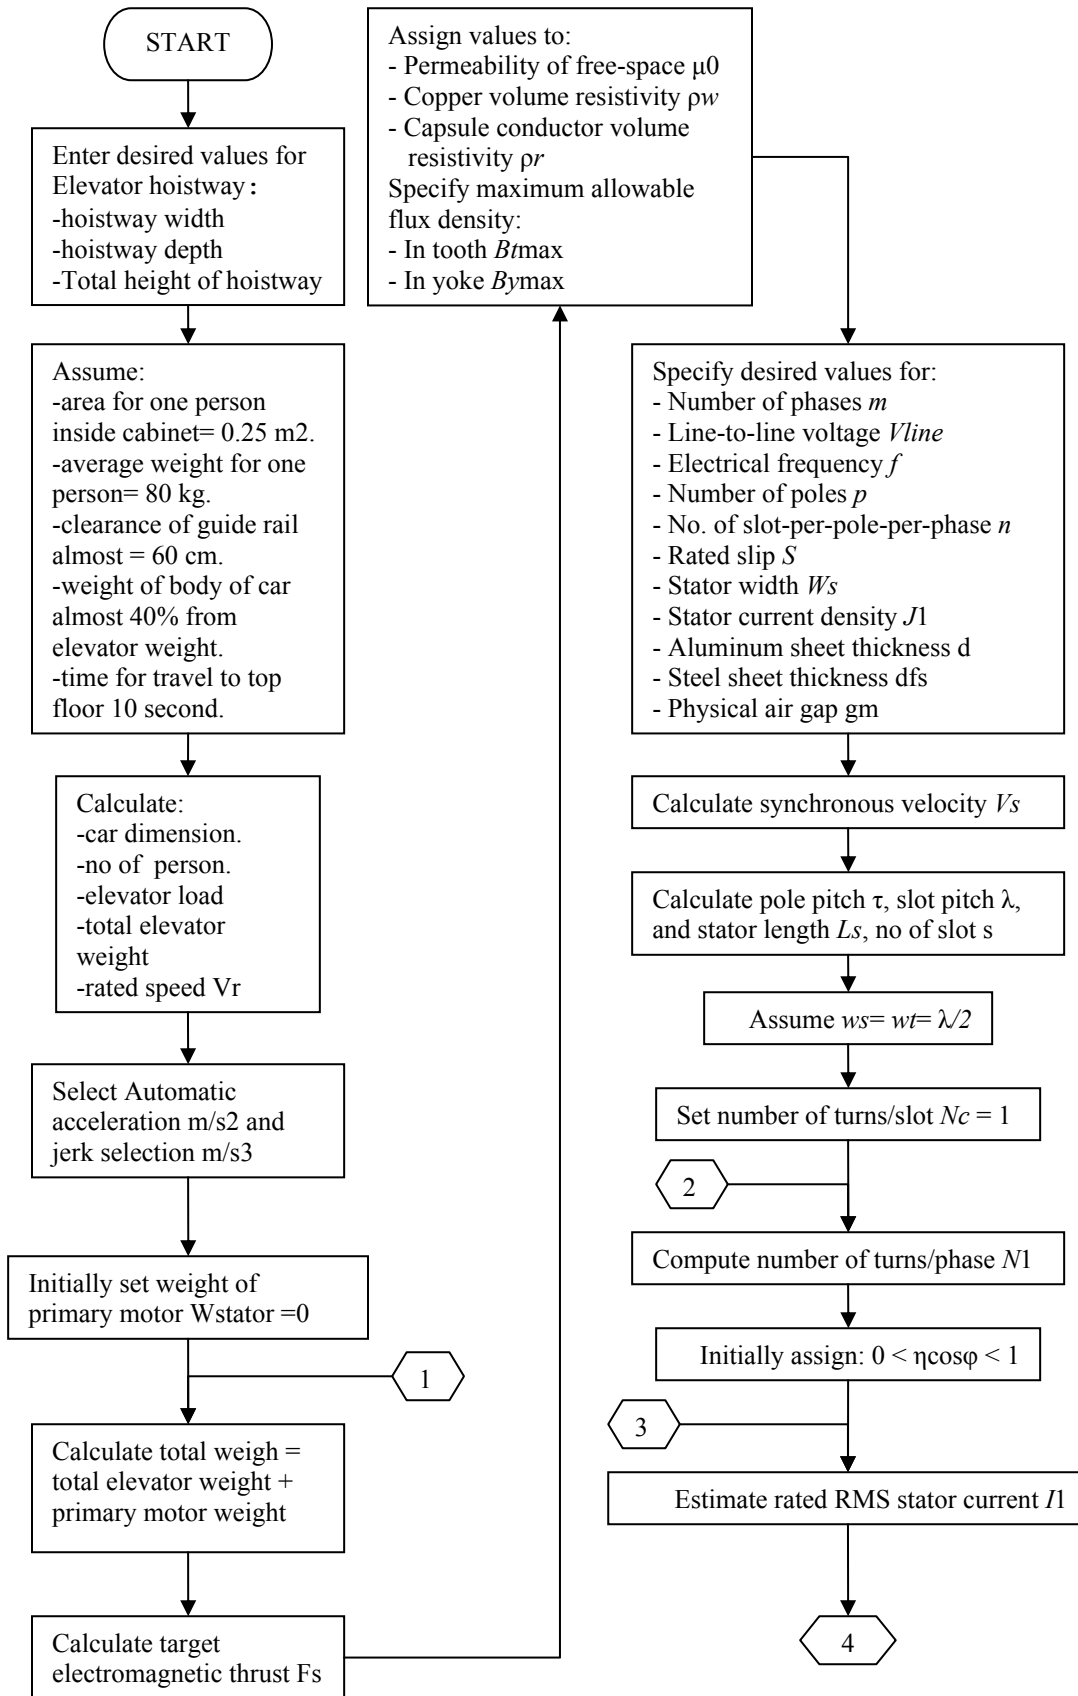 START
Enter desired values for
Elevator hoistway :
-hoistway width
-hoistway depth
-Total height of hoistway
Assume:
-area for one person
inside cabinet= 0.25 m2.
-average weight for one
person= 80 kg.
-clearance of guide rail
almost = 60 cm.
-weight of body of car
almost 40% from
elevator weight.
-time for travel to top
floor 10 second.
Calculate:
-car dimension.
-no of person.
-elevator load
-total elevator
weight
-rated speed Vr
Select Automatic
acceleration m/s2 and
jerk selection m/s3
Initially set weight of
primary motor Wstator =0
1
Calculate total weigh =
total elevator weight +
primary motor weight
Calculate target
electromagnetic thrust Fs
Assign values to:
- Permeability of free-space μ0
- Copper volume resistivity ρw
- Capsule conductor volume
resistivity ρr
Specify maximum allowable
flux density:
- In tooth Btmax
- In yoke Bymax
Specify desired values for:
- Number of phases m
- Line-to-line voltage Vline
- Electrical frequency f
- Number of poles p
- No. of slot-per-pole-per-phase n
- Rated slip S
- Stator width Ws
- Stator current density J1
- Aluminum sheet thickness d
- Steel sheet thickness dfs
- Physical air gap gm
Calculate synchronous velocity Vs
Calculate pole pitch τ, slot pitch λ,
and stator length Ls, no of slot s
Assume ws= wt= λ/2
Set number of turns/slot Nc = 1
2
Compute number of turns/phase N1
Initially assign: 0 < ηcosφ < 1
3
Estimate rated RMS stator current I1
4